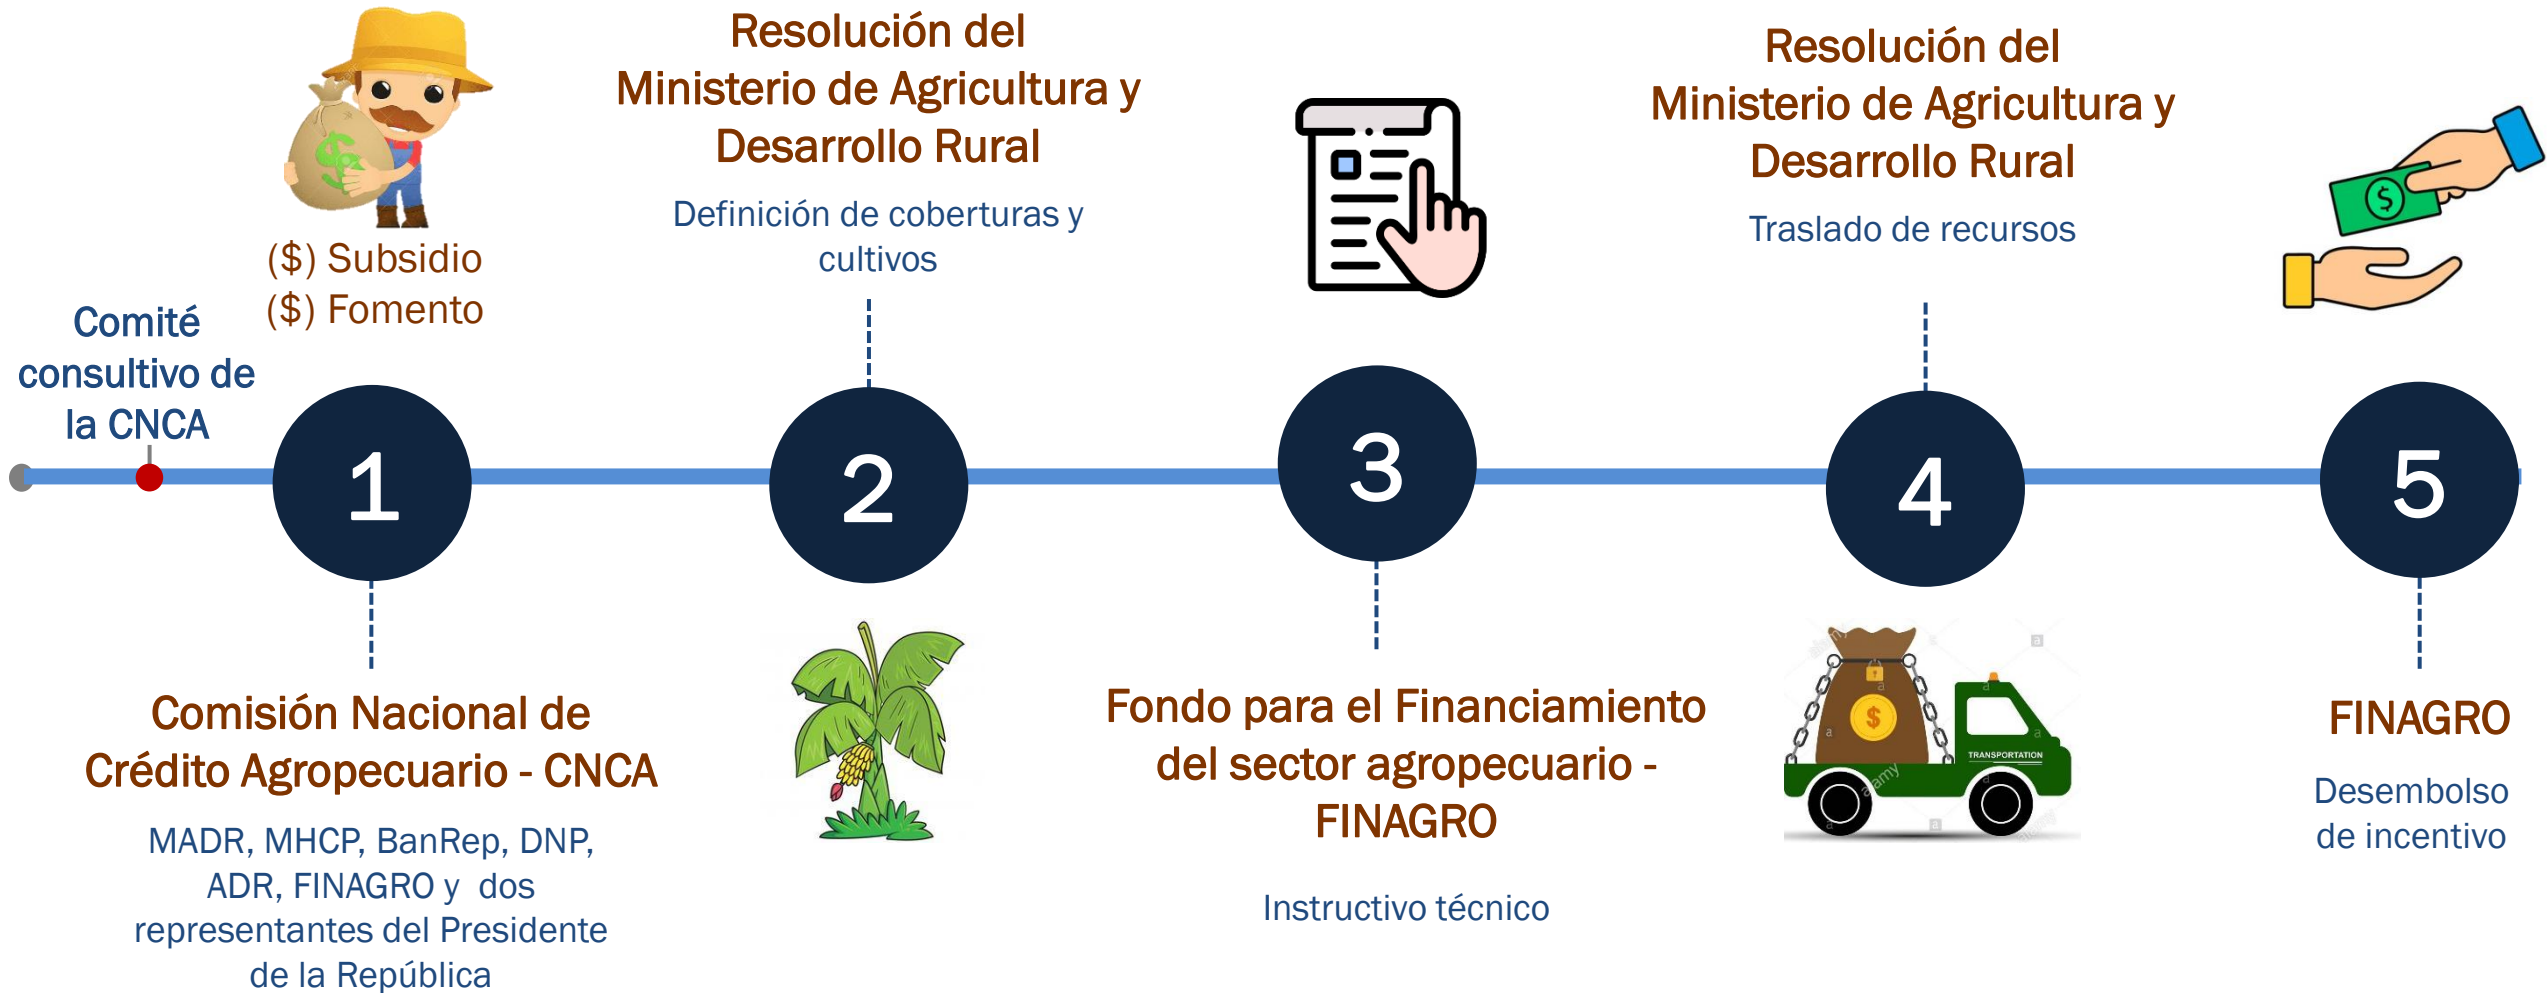 ($) Subsidio
($) Fomento
Comité
consultivo de
la CNCA
1
Comisión Nacional de
Crédito Agropecuario - CNCA
MADR, MHCP, BanRep, DNP,
ADR, FINAGRO y dos
representantes del Presidente
de la República
Resolución del
Ministerio de Agricultura y
Desarrollo Rural
Definición de coberturas y
cultivos
2
3
Fondo para el Financiamiento
del sector agropecuario -
FINAGRO
Instructivo técnico
Resolución del
Ministerio de Agricultura y
Desarrollo Rural
Traslado de recursos
4
$
TRANSPORTATION
alamy
$
5
FINAGRO
Desembolso
de incentivo